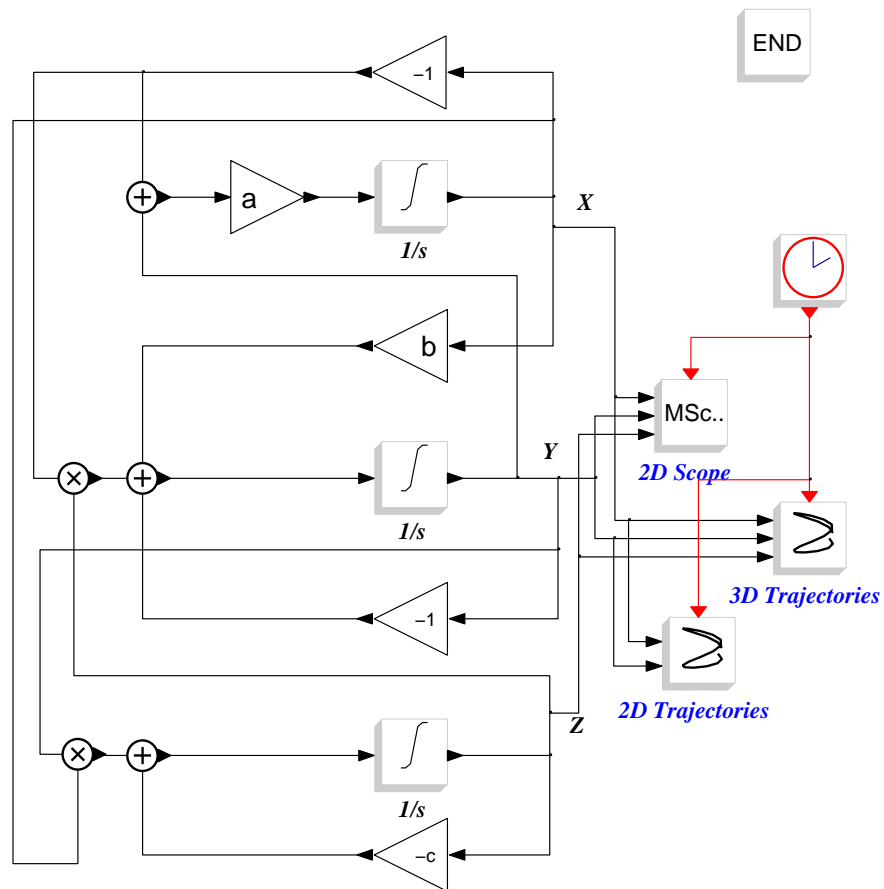 END
−1
a
1/s
X
b
MSc..
2D Scope
Y
1/s
3D Trajectories
−1
2D Trajectories
Z
1/s
−c